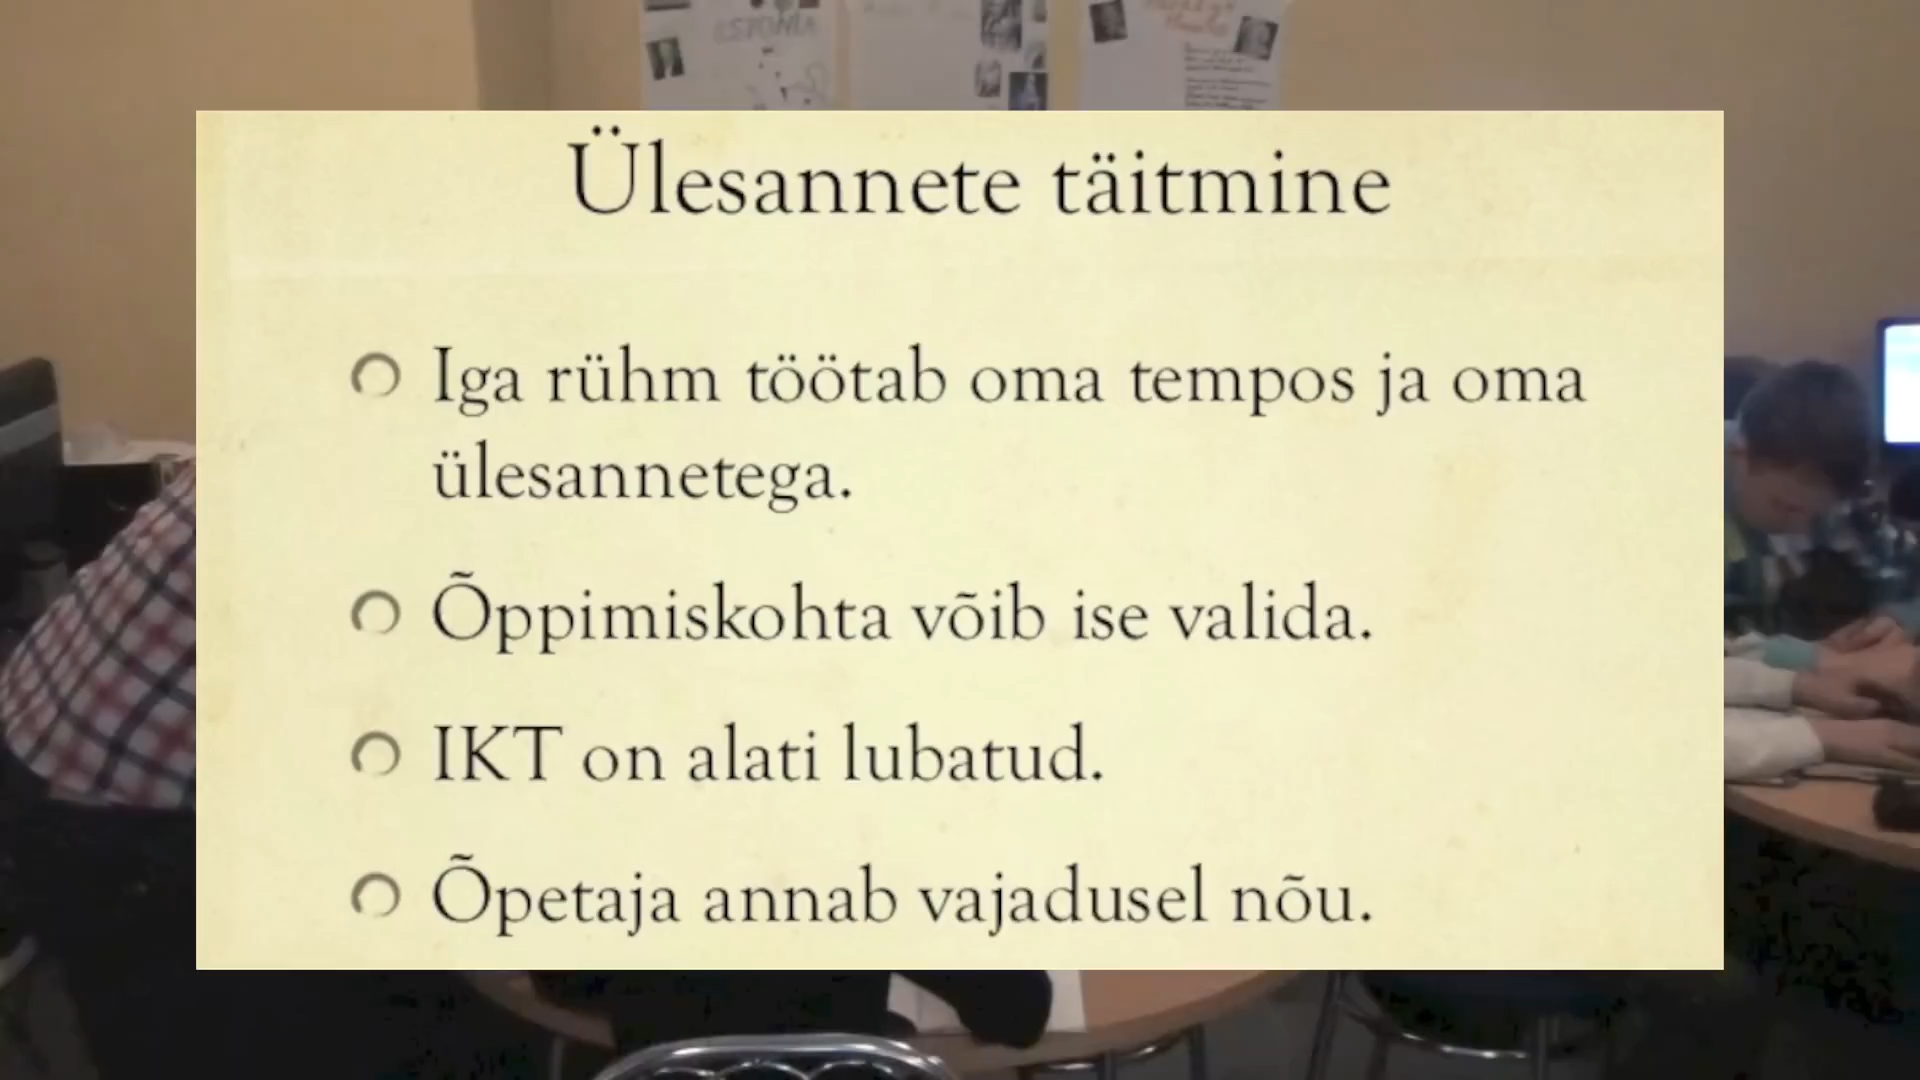 ESTONIA
Ülesannete täitmine
Iga rühm töötab oma tempos ja oma
ülesannetega.
Õppimiskohta võib ise valida.
IKT on alati lubatud.
Õpetaja annab vajadusel nõu.